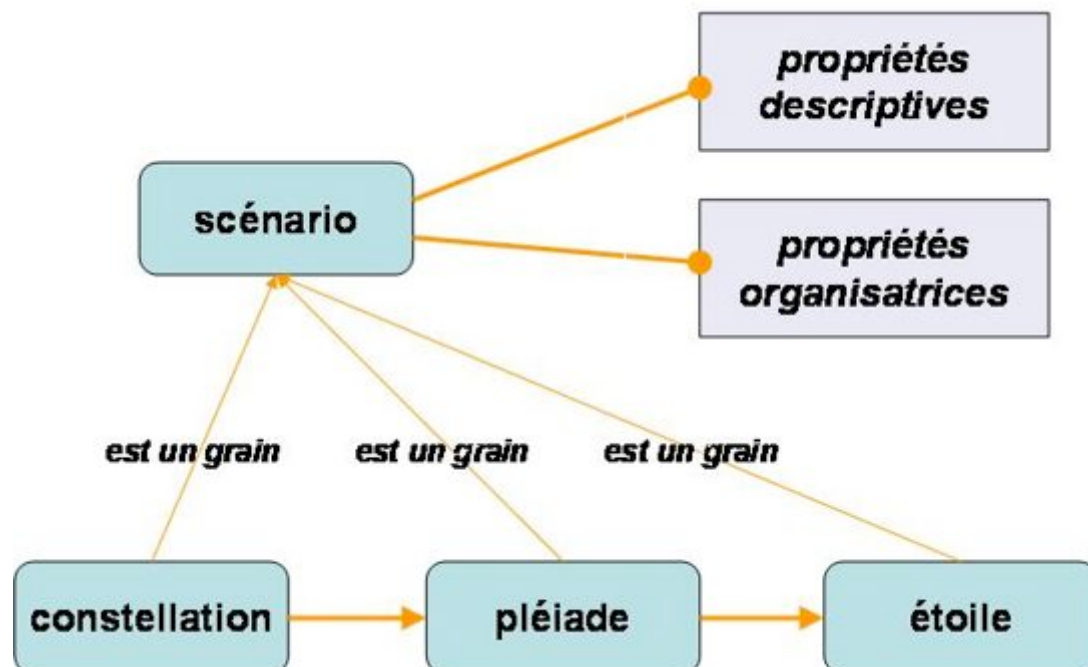 propriétés
descriptives
scénario
propriétés
organisatrices
est un grain
est un grain
est un grain
constellation
pléiade
étoile